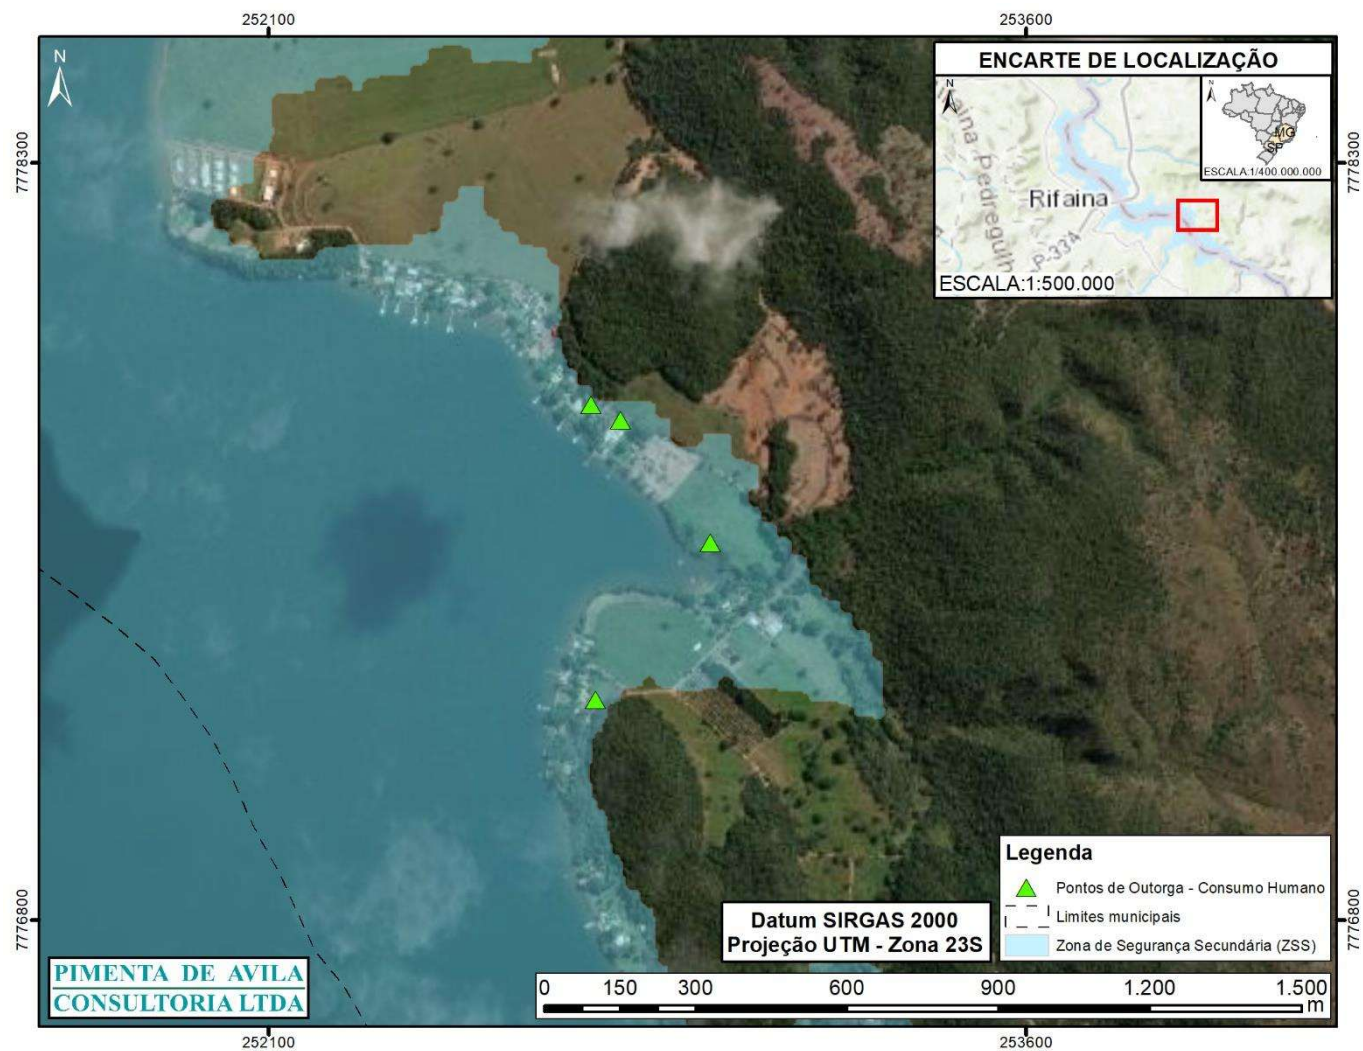 252100
253600
N
7778300
7778300
ENCARTE DE LOCALIZAÇÃO
N
N
MG
SP
ESCALA:1/400.000.000
Rifaina
ESCALA:1:500.000
Legenda
Pontos de Outorga - Consumo Humano
Limites municipais
Zona de Segurança Secundária (ZSS)
7776800
7776800
Datum SIRGAS 2000
Projeção UTM - Zona 23S
PIMENTA DE AVILA
CONSULTORIA LTDA
0 150 300 600 900 1.200 1.500
m
252100
253600